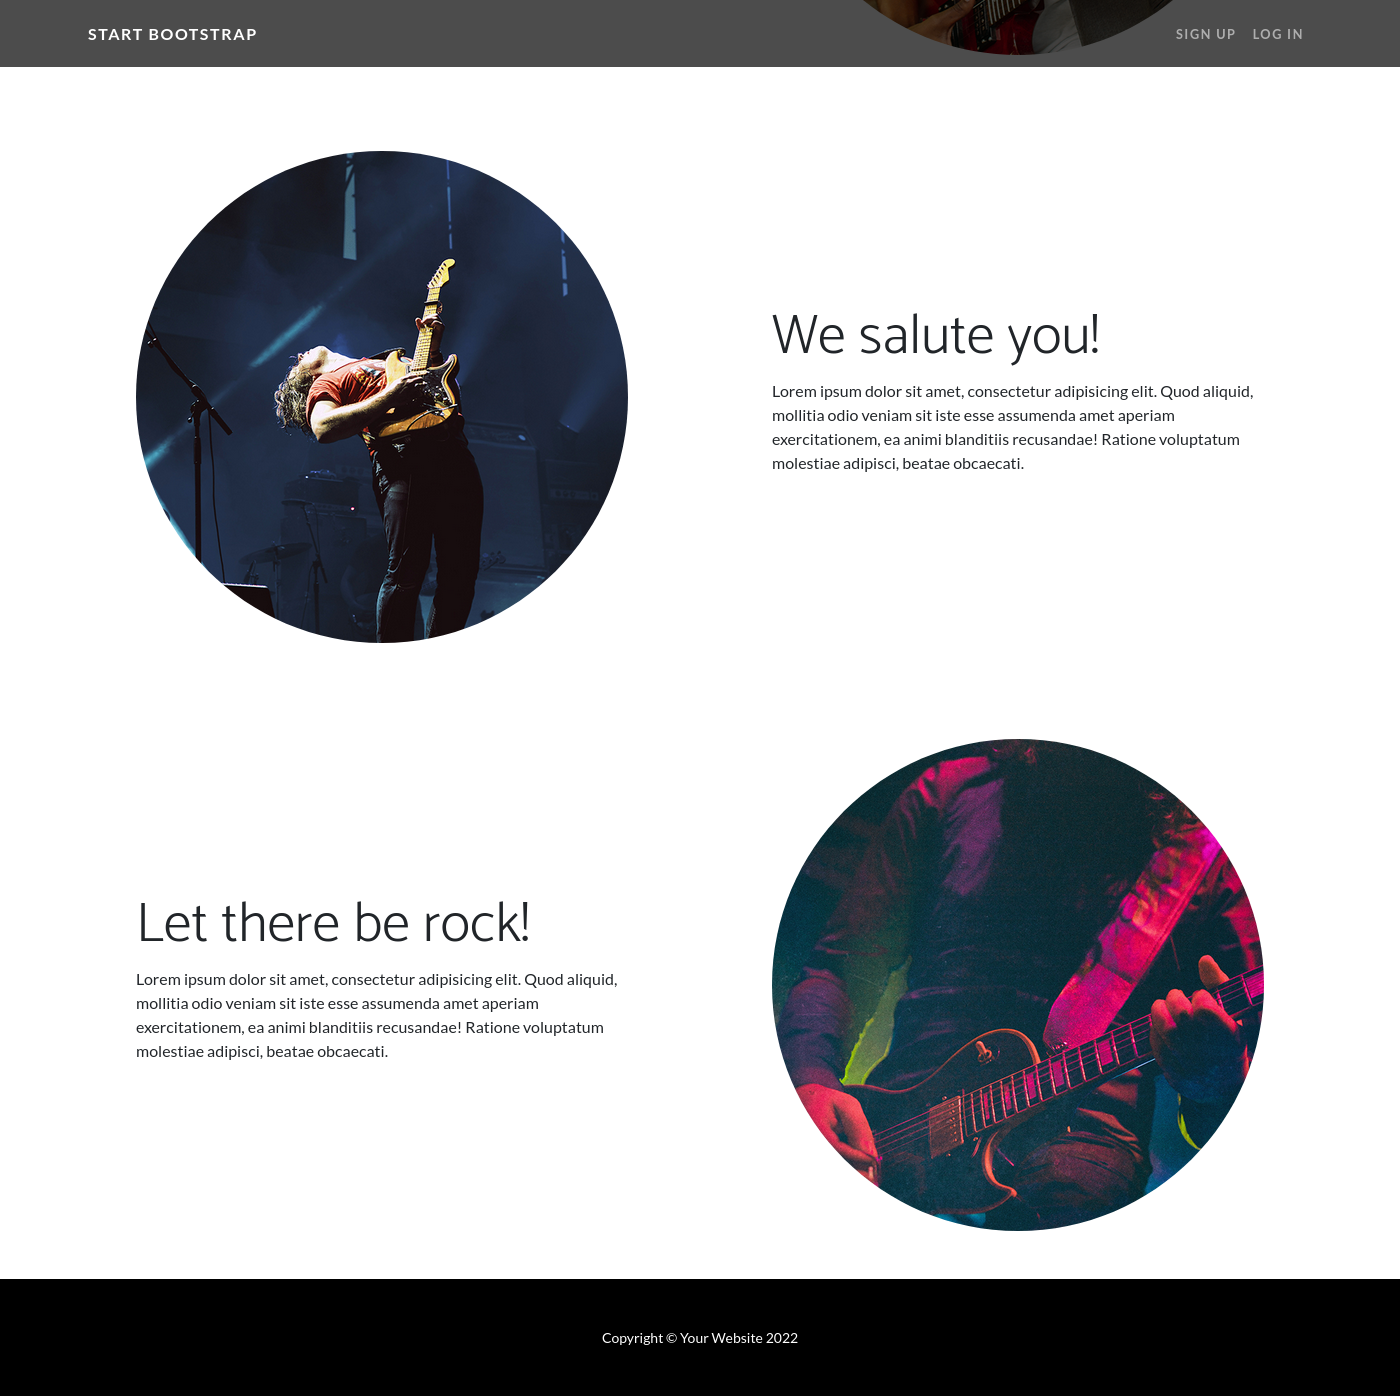 START BOOTSTRAP
SIGN UP
LOG IN
We salute you!
Lorem ipsum dolor sit amet, consectetur adipisicing elit. Quod aliquid,
mollitia odio veniam sit iste esse assumenda amet aperiam
exercitationem, ea animi blanditiis recusandae! Ratione voluptatum
molestiae adipisci, beatae obcaecati.
Let there be rock!
Lorem ipsum dolor sit amet, consectetur adipisicing elit. Quod aliquid,
mollitia odio veniam sit iste esse assumenda amet aperiam
exercitationem, ea animi blanditiis recusandae! Ratione voluptatum
molestiae adipisci, beatae obcaecati.
Copyright © Your Website 2022